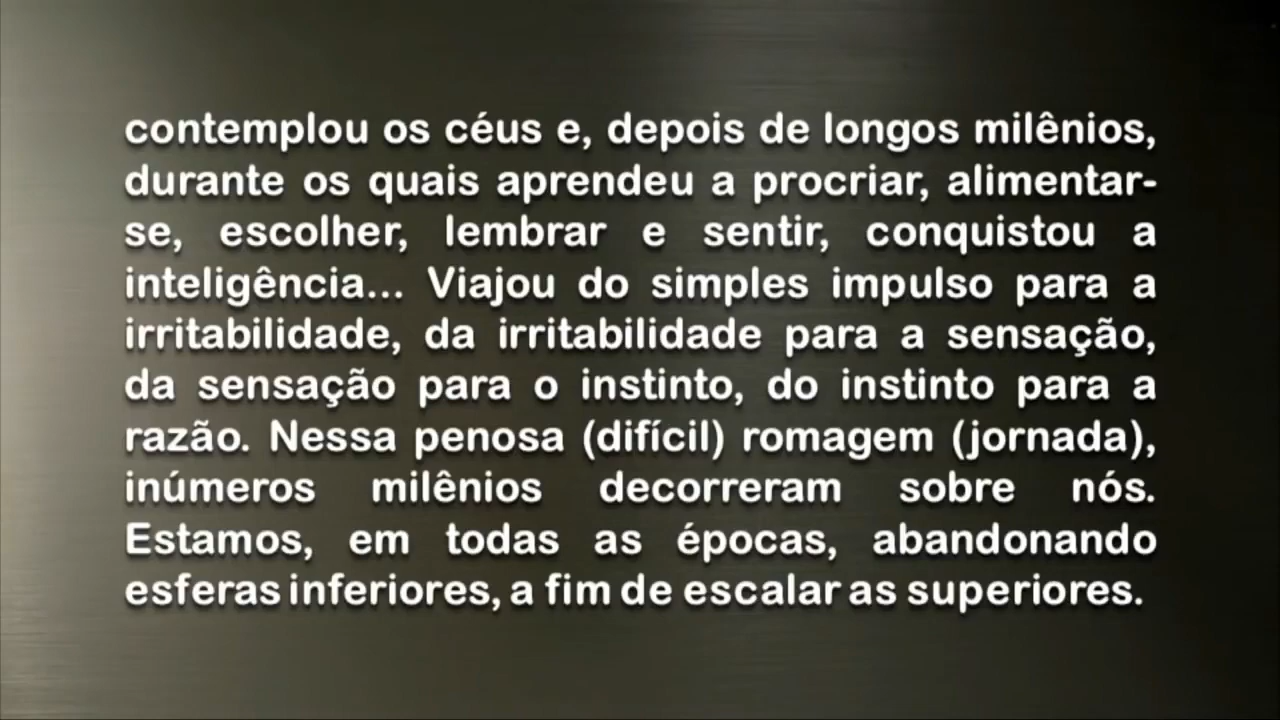 contemplou os céus e, depois de longos milênios,
durante os quais aprendeu a procriar, alimentar-
se, escolher, lembrar e sentir, conquistou a
inteligência... Viajou do simples impulso para a
irritabilidade, da irritabilidade para a sensação,
da sensação para o instinto, do instinto para a
razão. Nessa penosa (difícil) romagem (jornada),
inúmeros milênios decorreram sobre nós.
Estamos, em todas as épocas, abandonando
esferas inferiores, a fim de escalar as superiores.